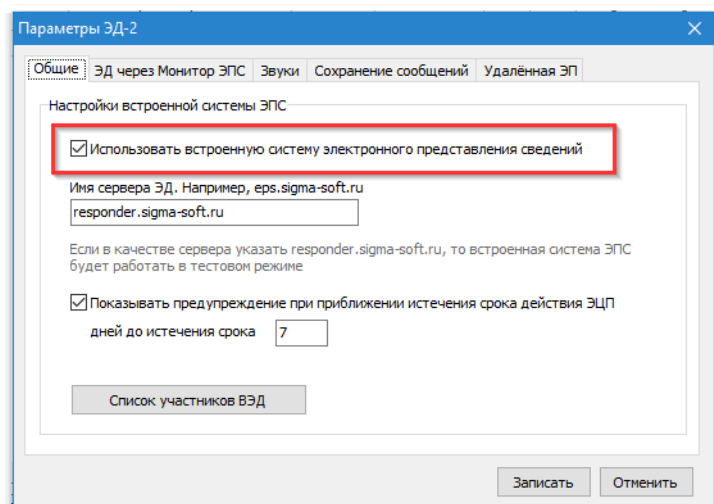 Параметры ЭД-2
Общие ЭД через Монитор ЭПС Звуки Сохранение сообщений Удалённая ЭП
Настройки встроенной системы ЭПС
Использовать встроенную систему электронного представления сведений
Имя сервера ЭД. Например, eps.sigma-soft.ru
responder.sigma-soft.ru
Если в качестве сервера указать responder.sigma-soft.ru, то встроенная система ЭПС
будет работать в тестовом режиме
Показывать предупреждение при приближении истечения срока действия ЭЦП
дней до истечения срока 7
Список участников ВЭД
Записать Отменить